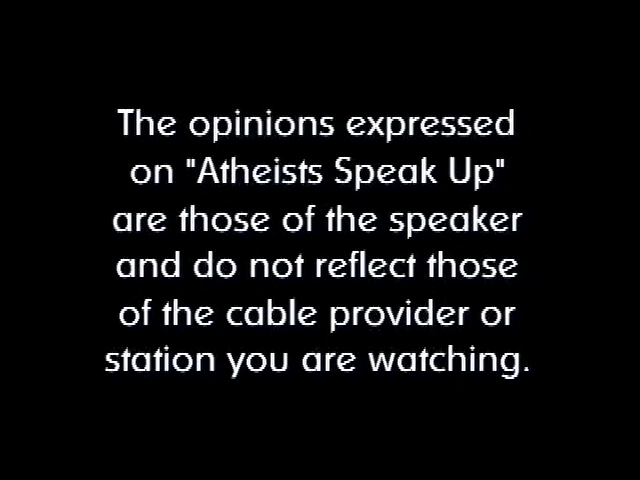 The opinions expressed
on "Atheists Speak Up"
are those of the speaker
and do not reflect those
of the cable provider or
station you are watching.